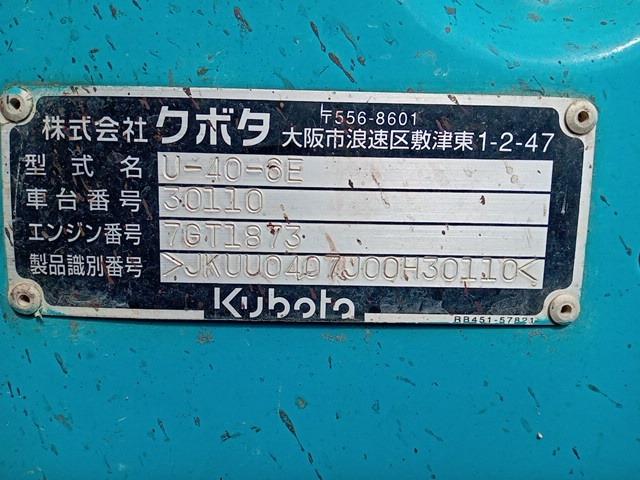 株式会社クボタ 〒556-8601
大阪市浪速区敷津東1-2-47
型式名 U-40-6E
車台番号 30110
エンジン番号 7GT1873
製品識別番号 >JKUU0407J00H30110<
Kubota
RB451-57821